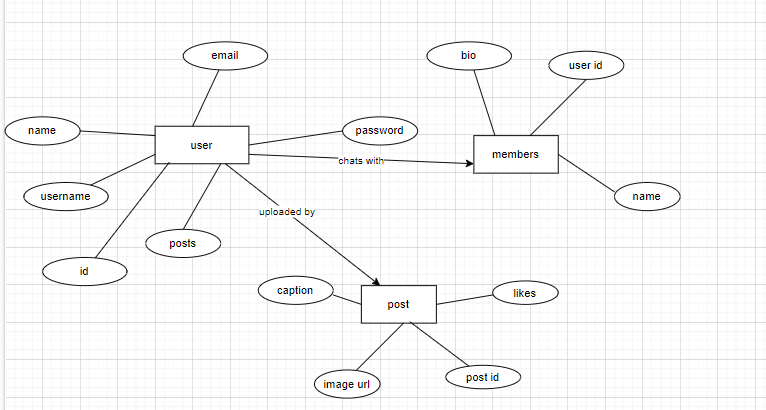 email
bio
user id
name
password
user
members
chats with
username
name
uploaded by
posts
id
caption
likes
post
image url
post id